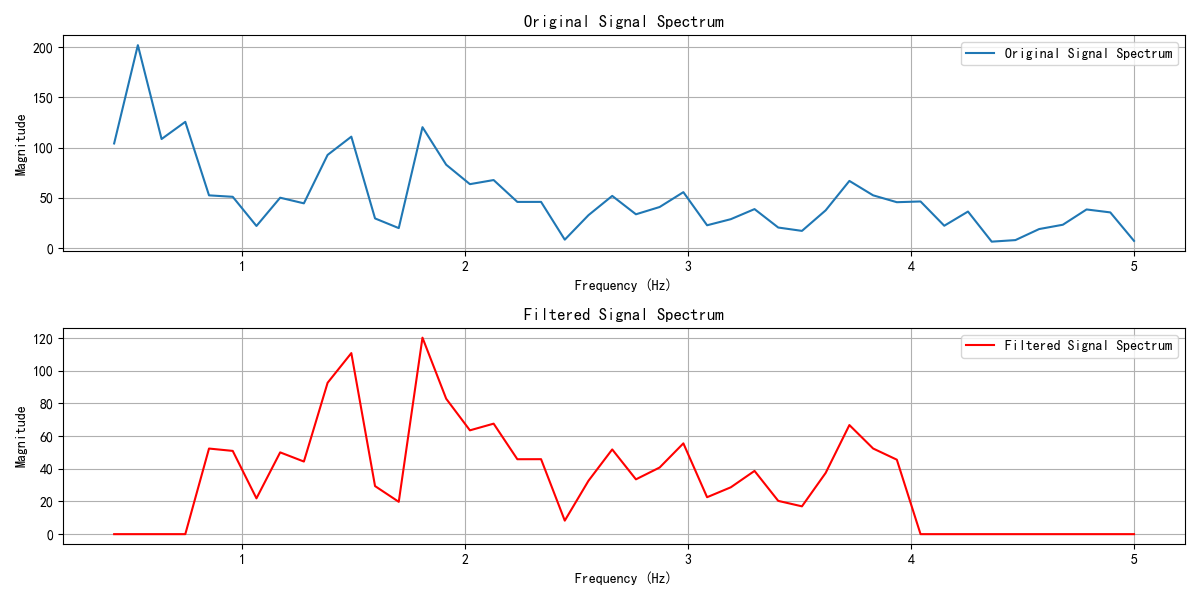 Original Signal Spectrum
Original Signal Spectrum
200
150
100
50
0
Magnitude
1 2 3 4 5
Frequency (Hz)
Filtered Signal Spectrum
Filtered Signal Spectrum
120
100
80
60
40
20
0
Magnitude
1 2 3 4 5
Frequency (Hz)